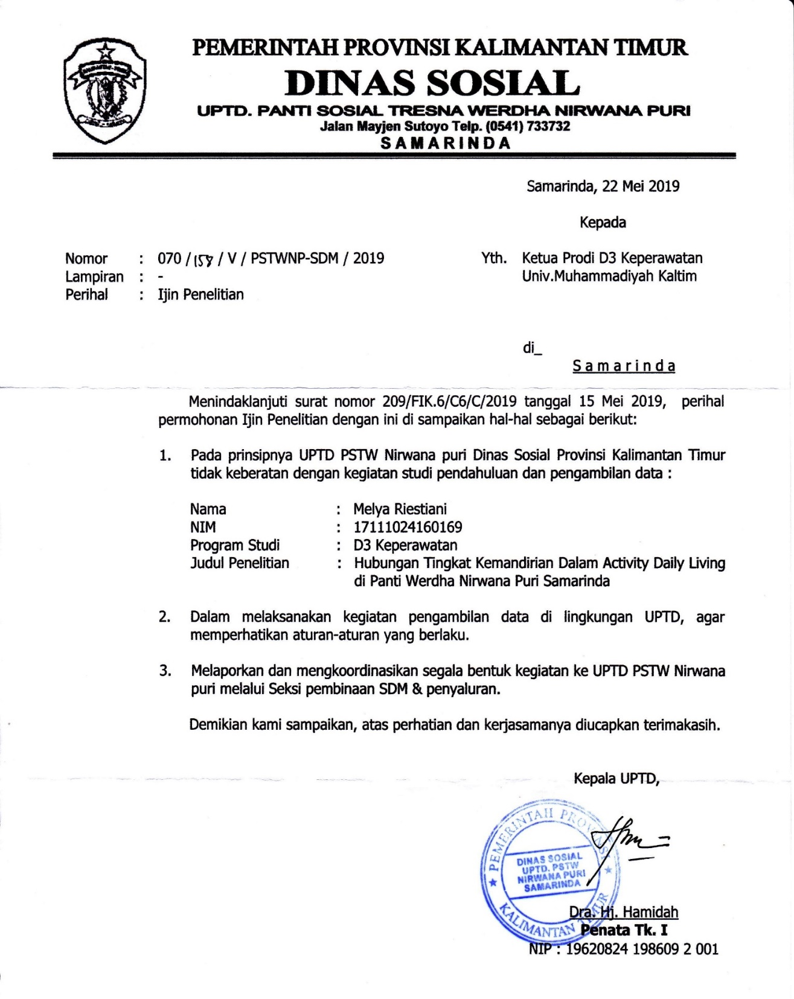 PEMERINTAH PROVINSI KALIMANTAN TIMUR
DINAS SOSIAL
UPTD. PANTI SOSIAL TRESNA WERDHA NIRWANA PURI
Jalan Mayjen Sutoyo Telp. (0541) 733732
SAMARINDA
Samarinda, 22 Mei 2019
Kepada
Nomor : 070 / 158 / V / PSTWNP-SDM / 2019
Lampiran : -
Perihal : Ijin Penelitian
Yth. Ketua Prodi D3 Keperawatan
Univ.Muhammadiyah Kaltim
di_
Samarinda
Menindaklanjuti surat nomor 209/FIK.6/C6/C/2019 tanggal 15 Mei 2019, perihal
permohonan Ijin Penelitian dengan ini di sampaikan hal-hal sebagai berikut:
1. Pada prinsipnya UPTD PSTW Nirwana puri Dinas Sosial Provinsi Kalimantan Timur
tidak keberatan dengan kegiatan studi pendahuluan dan pengambilan data :
Nama : Melya Riestiani
NIM : 17111024160169
Program Studi : D3 Keperawatan
Judul Penelitian : Hubungan Tingkat Kemandirian Dalam Activity Daily Living
di Panti Werdha Nirwana Puri Samarinda
2. Dalam melaksanakan kegiatan pengambilan data di lingkungan UPTD, agar
memperhatikan aturan-aturan yang berlaku.
3. Melaporkan dan mengkoordinasikan segala bentuk kegiatan ke UPTD PSTW Nirwana
puri melalui Seksi pembinaan SDM & penyaluran.
Demikian kami sampaikan, atas perhatian dan kerjasamanya diucapkan terimakasih.
Kepala UPTD,
PEMERINTAH PROVINSI
DINAS SOSIAL
UPTD. PSTW
NIRWANA PURI
SAMARINDA
KALIMANTAN TIMUR
Dra. Hj. Hamidah
Penata Tk. I
NIP : 19620824 198609 2 001